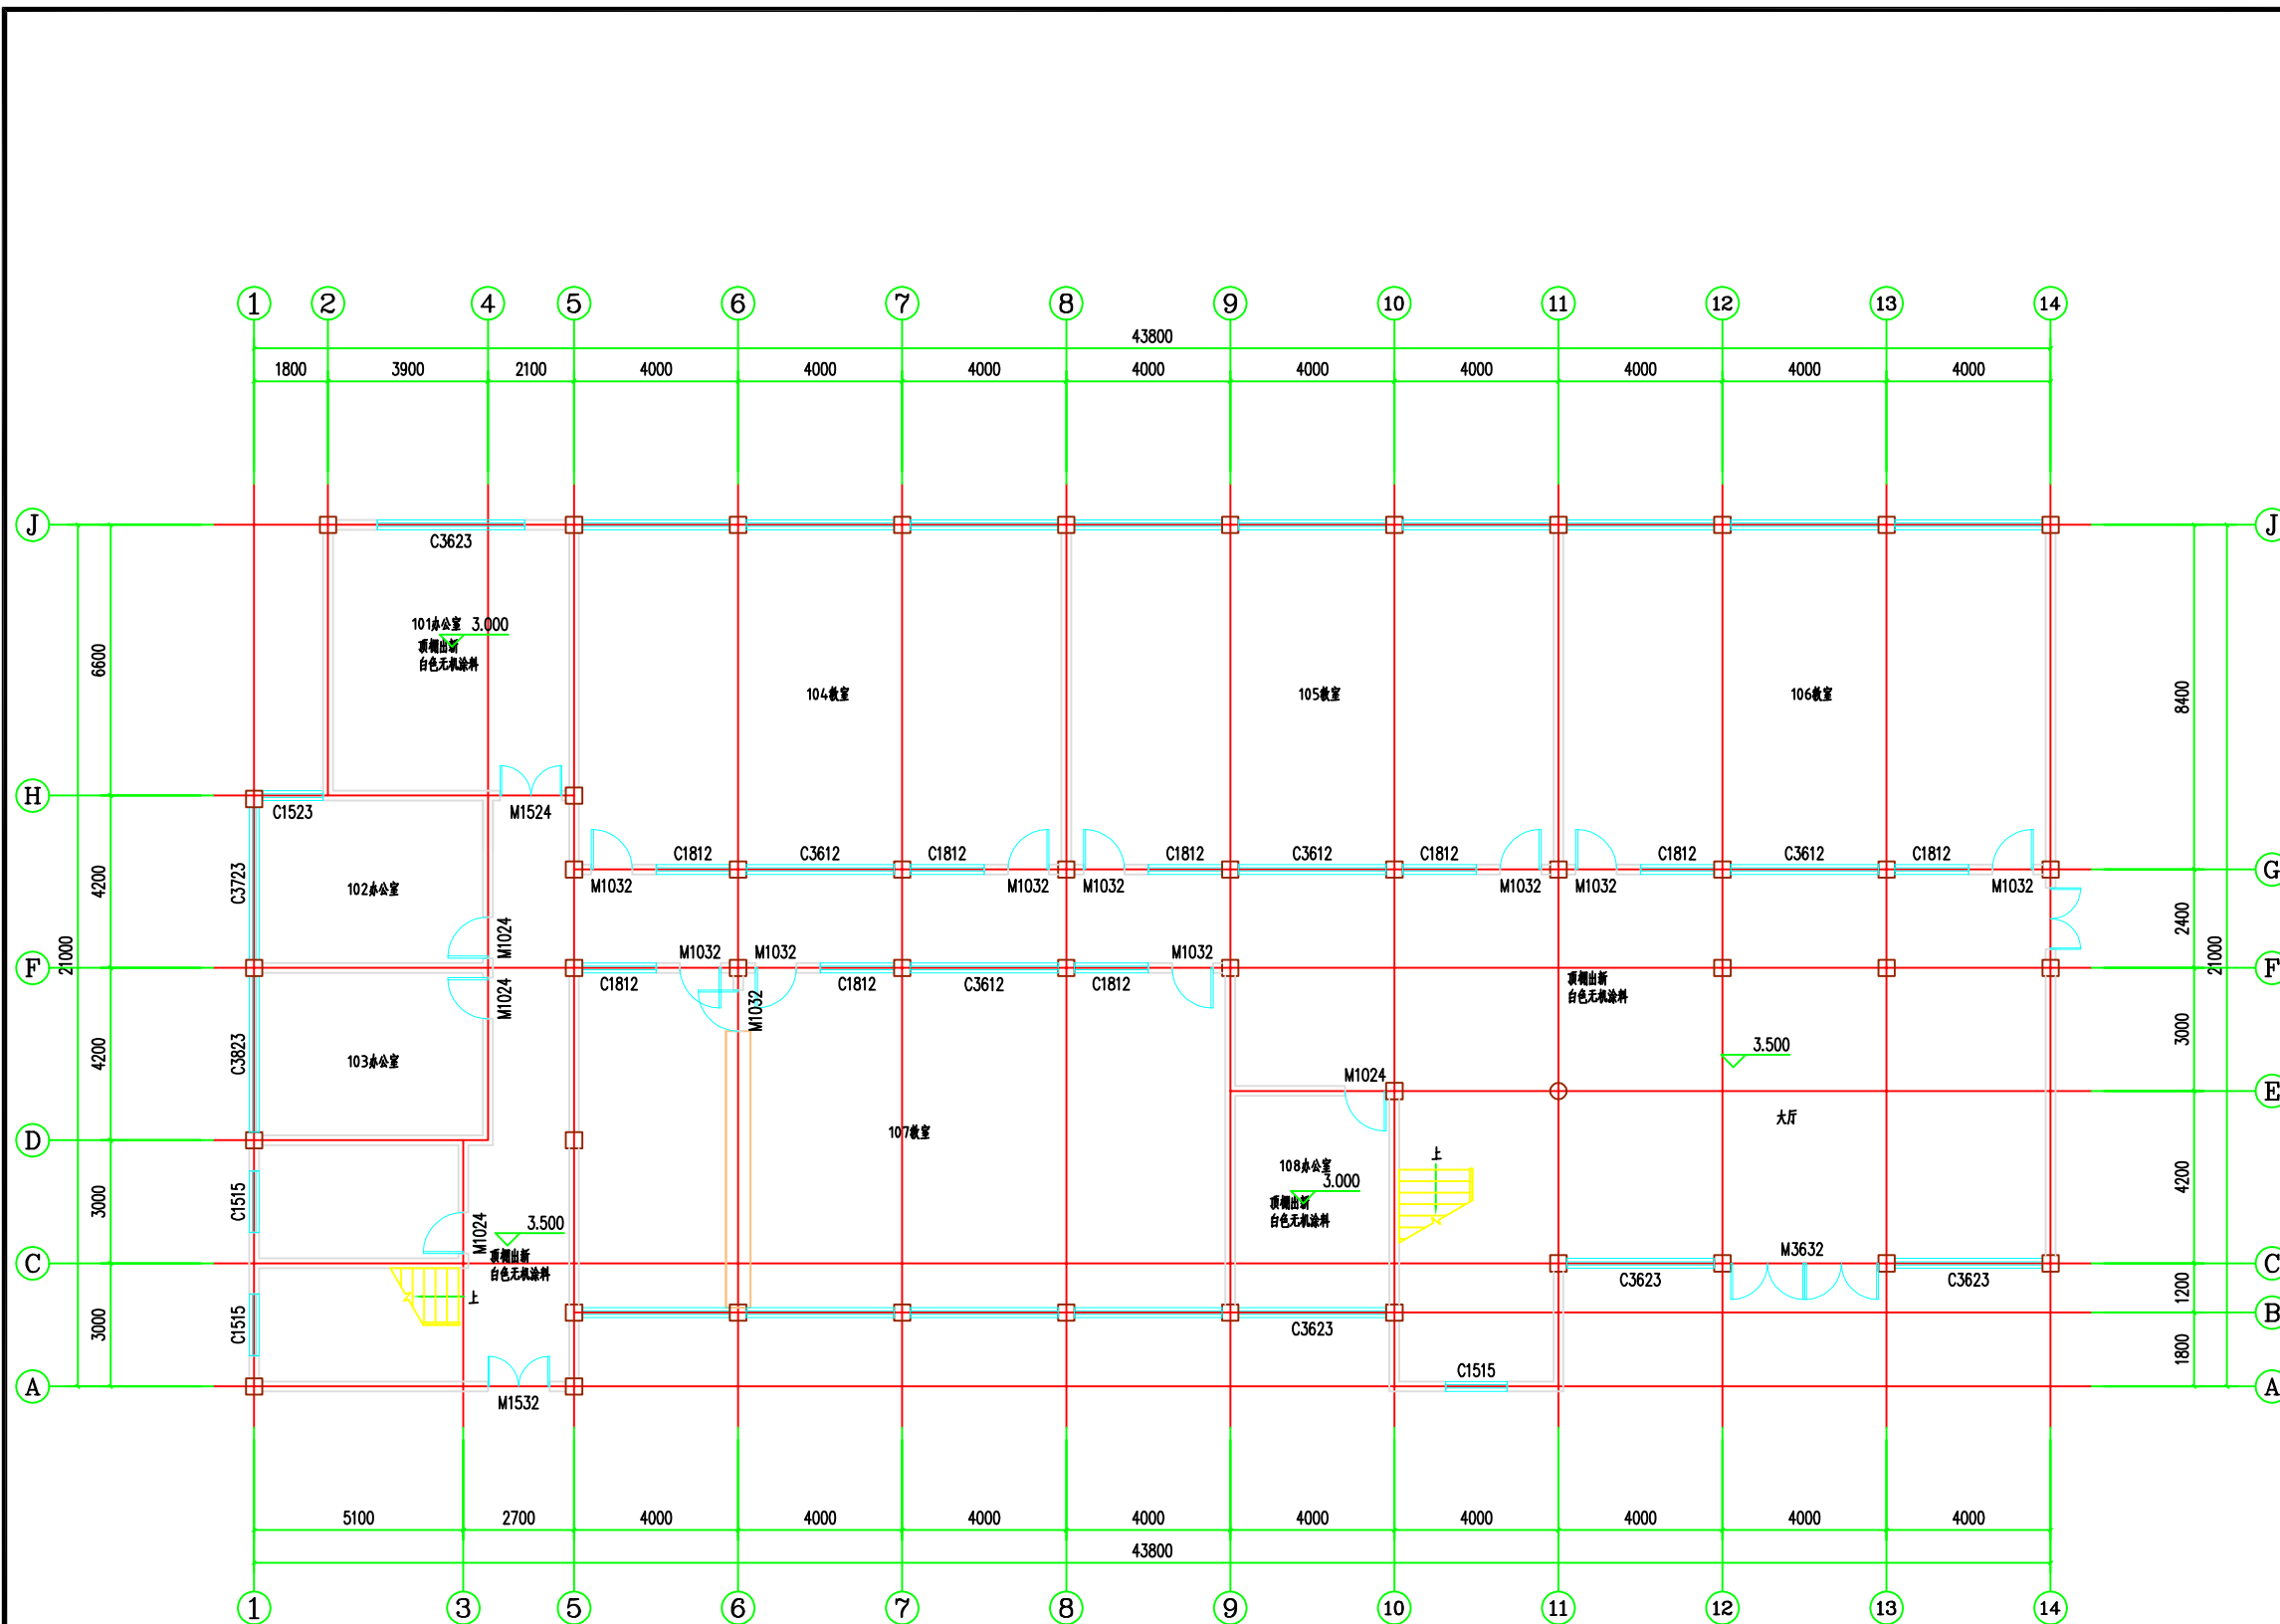 1 2 4 5 6 7 8 9 10 11 12 13 14
43800
1800 3900 2100 4000 4000 4000 4000 4000 4000 4000 4000 4000
J J
C3623
101办公室 3.000
顶棚出新
白色无机涂料
6600
104教室 105教室 106教室
8400
H
C1523 M1524
C1812 C3612 C1812 C1812 C3612 C1812 C1812 C3612 C1812
G
M1032 M1032 M1032 M1032 M1032 M1032
4200
C3723
102办公室
M1024
2400
21000
21000
F F
M1032 M1032 M1032
C1812 C1812 C3612 C1812
M1024
M1032
顶棚出新
白色无机涂料
4200
C3823
103办公室
3.500
3000
M1024
E
大厅
107教室
D
上
108办公室
3.000
顶棚出新
白色无机涂料
3000
C1515
M1024
3.500
顶棚出新
白色无机涂料
4200
M3632
C C
C3623 C3623
上
3000
C1515
1200
B
C3623
1800
C1515
A A
M1532
5100 2700 4000 4000 4000 4000 4000 4000 4000 4000 4000
43800
1 3 5 6 7 8 9 10 11 12 13 14